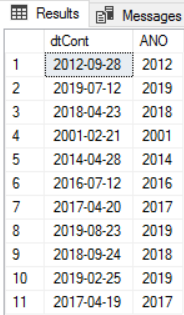 Results Messages
dtCont ANO
1 2012-09-28 2012
2 2019-07-12 2019
3 2018-04-23 2018
4 2001-02-21 2001
5 2014-04-28 2014
6 2016-07-12 2016
7 2017-04-20 2017
8 2019-08-23 2019
9 2018-09-24 2018
10 2019-02-25 2019
11 2017-04-19 2017